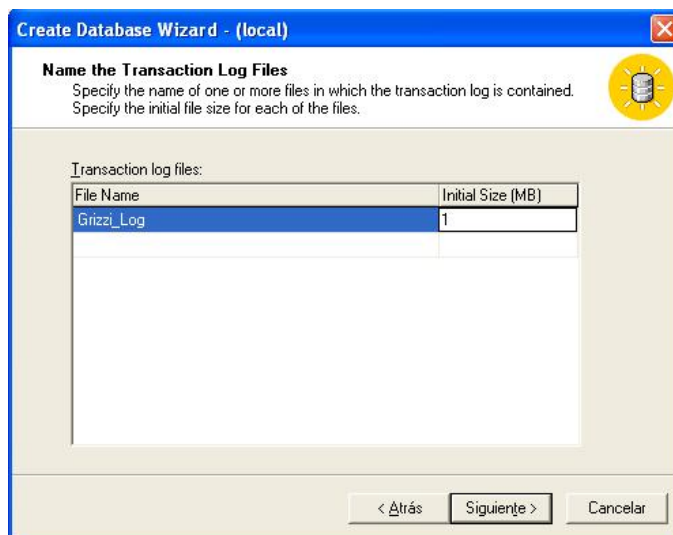 Create Database Wizard - (local)
Name the Transaction Log Files
Specify the name of one or more files in which the transaction log is contained.
Specify the initial file size for each of the files.
Transaction log files:
File Name Initial Size (MB)
Grizzi_Log 1
< Atrás Siguiente > Cancelar